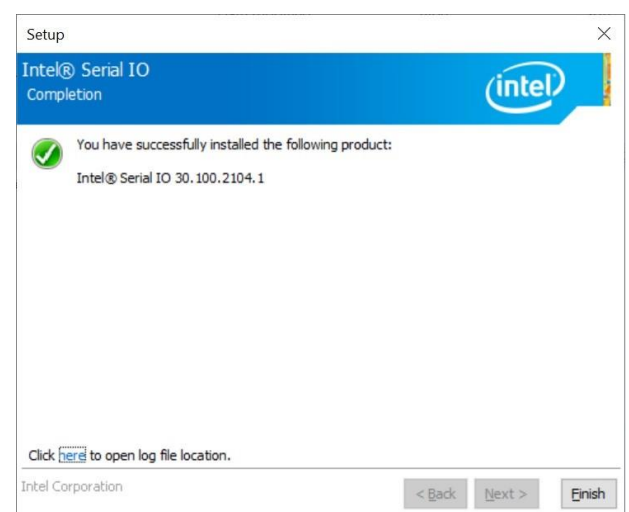 Setup
Intel® Serial IO
Completion
intel
You have successfully installed the following product:
Intel® Serial IO 30.100.2104.1
Click here to open log file location.
Intel Corporation
< Back Next > Finish